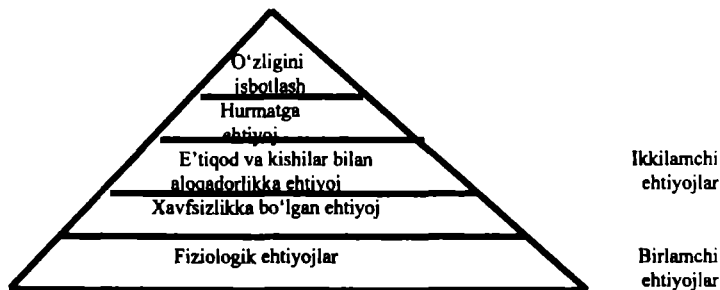 O‘zligini
isbotlash
Hurmatga
ehtiyoj
E’tiqod va kishilar bilan
aloqadorlikka ehtiyoj
Xavfsizlikka bo‘lgan ehtiyoj
Fiziologik ehtiyojlar
Ikkilamchi
ehtiyojlar
Birlamchi
ehtiyojlar